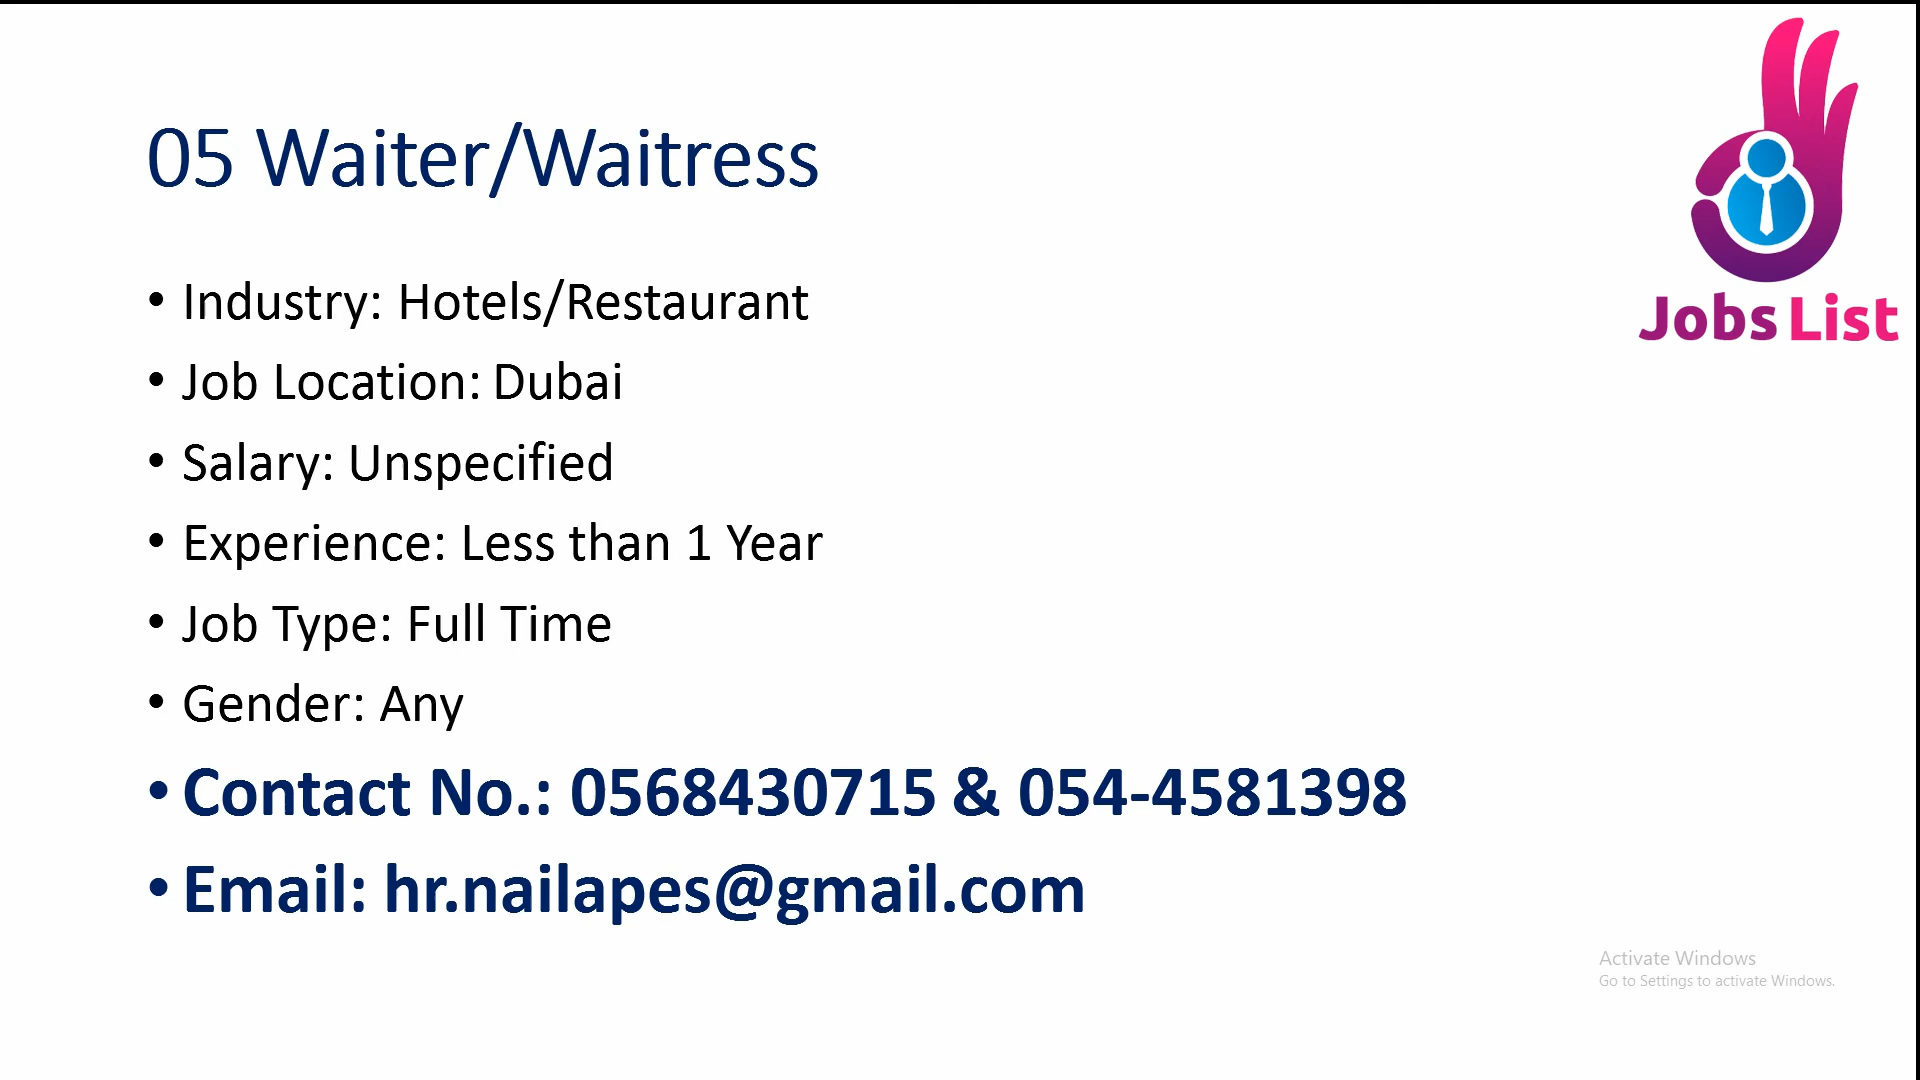 05 Waiter/Waitress
• Industry: Hotels/Restaurant
• Job Location: Dubai
• Salary: Unspecified
• Experience: Less than 1 Year
• Job Type: Full Time
• Gender: Any
• Contact No.: 0568430715 & 054-4581398
• Email: hr.nailapes@gmail.com
Jobs List
Activate Windows
Go to Settings to activate Windows.